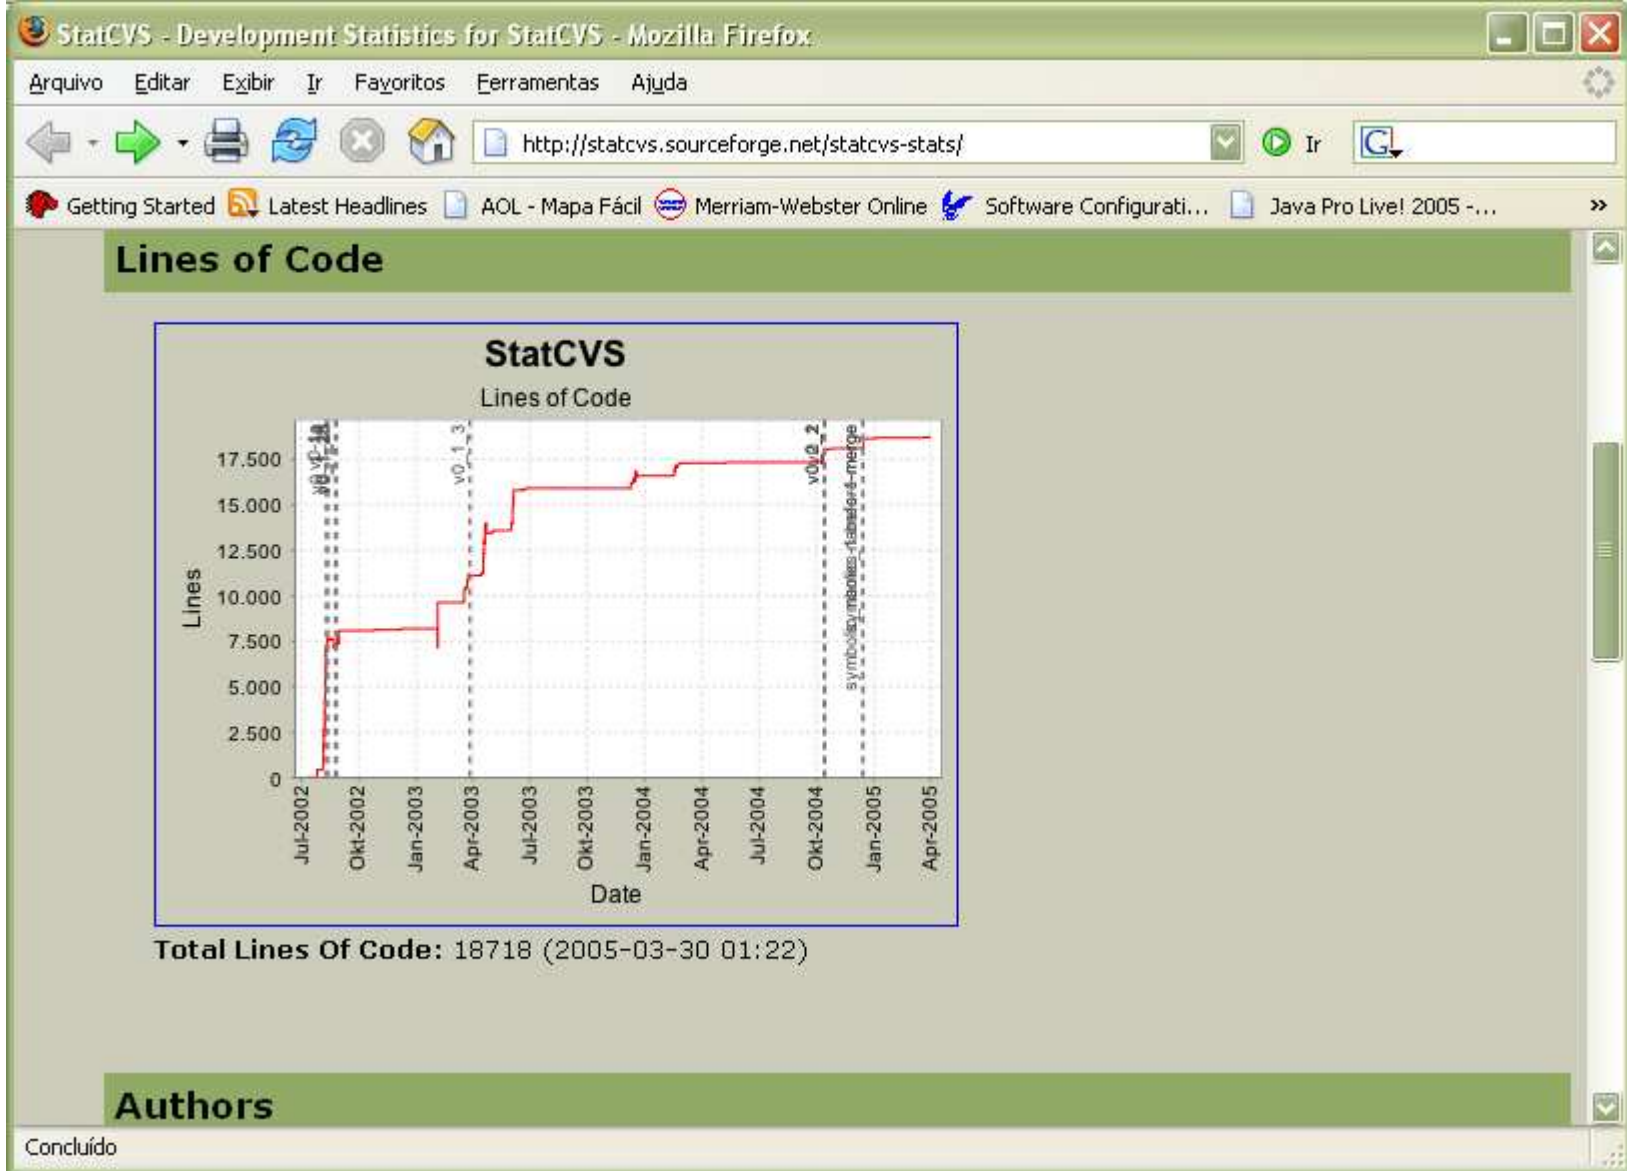 StatCVS - Development Statistics for StatCVS - Mozilla Firefox
Arquivo Editar Exibir Ir Favoritos Ferramentas Ajuda
http://statcvs.sourceforge.net/statcvs-stats/ Ir G
Getting Started Latest Headlines AOL - Mapa Fácil Merriam-Webster Online Software Configurati... Java Pro Live! 2005 -... »
Lines of Code
StatCVS
Lines of Code
v0_1_3
17.500
15.000
12.500
10.000
7.500
5.000
2.500
0
Lines
Jul-2002 Okt-2002 Jan-2003 Apr-2003 Jul-2003 Okt-2003 Jan-2004 Apr-2004 Jul-2004 Okt-2004 Jan-2005 Apr-2005
Date
Total Lines Of Code: 18718 (2005-03-30 01:22)
Authors
Concluído